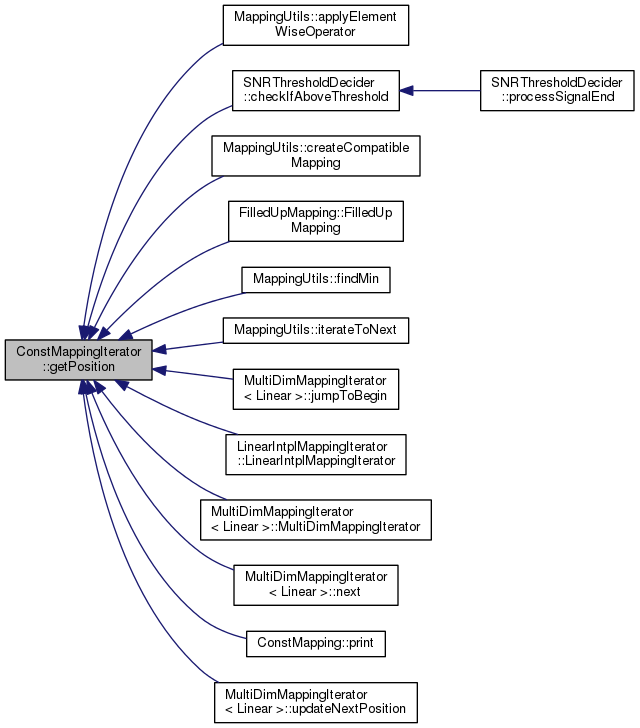 MappingUtils::applyElement
WiseOperator
SNRThresholdDecider
::checkIfAboveThreshold
SNRThresholdDecider
::processSignalEnd
MappingUtils::createCompatible
Mapping
FilledUpMapping::FilledUp
Mapping
MappingUtils::findMin
MappingUtils::iterateToNext
ConstMappingIterator
::getPosition
MultiDimMappingIterator
< Linear >::jumpToBegin
LinearIntplMappingIterator
::LinearIntplMappingIterator
MultiDimMappingIterator
< Linear >::MultiDimMappingIterator
MultiDimMappingIterator
< Linear >::next
ConstMapping::print
MultiDimMappingIterator
< Linear >::updateNextPosition